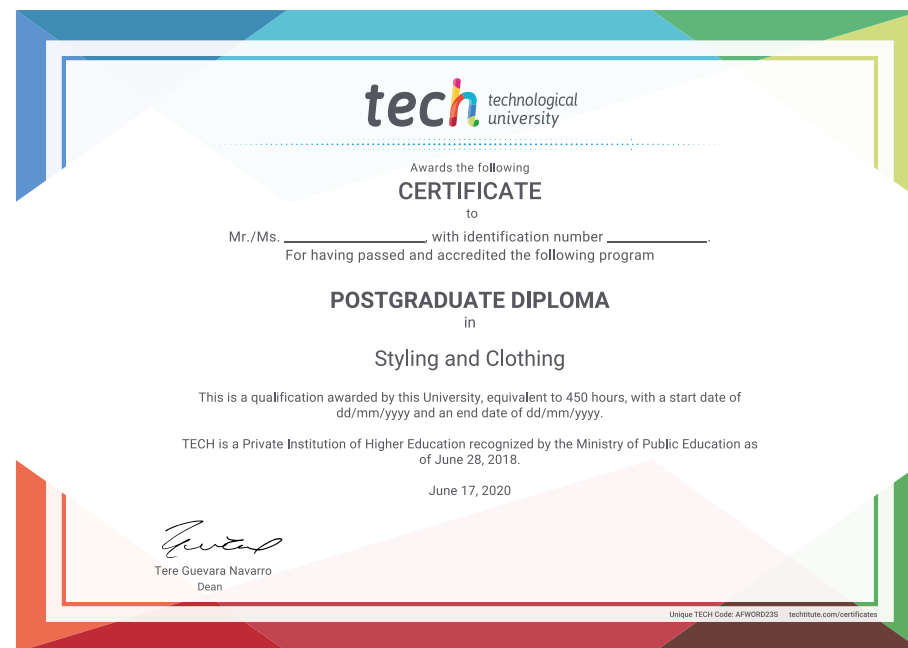 tech technological
university
Awards the following
CERTIFICATE
to
Mr./Ms. ____________________, with identification number ______________.
For having passed and accredited the following program
POSTGRADUATE DIPLOMA
in
Styling and Clothing
This is a qualification awarded by this University, equivalent to 450 hours, with a start date of
dd/mm/yyyy and an end date of dd/mm/yyyy.
TECH is a Private Institution of Higher Education recognized by the Ministry of Public Education as
of June 28, 2018.
June 17, 2020
Tere Guevara Navarro
Dean
Unique TECH Code: AFWORD23S techtitute.com/certificates